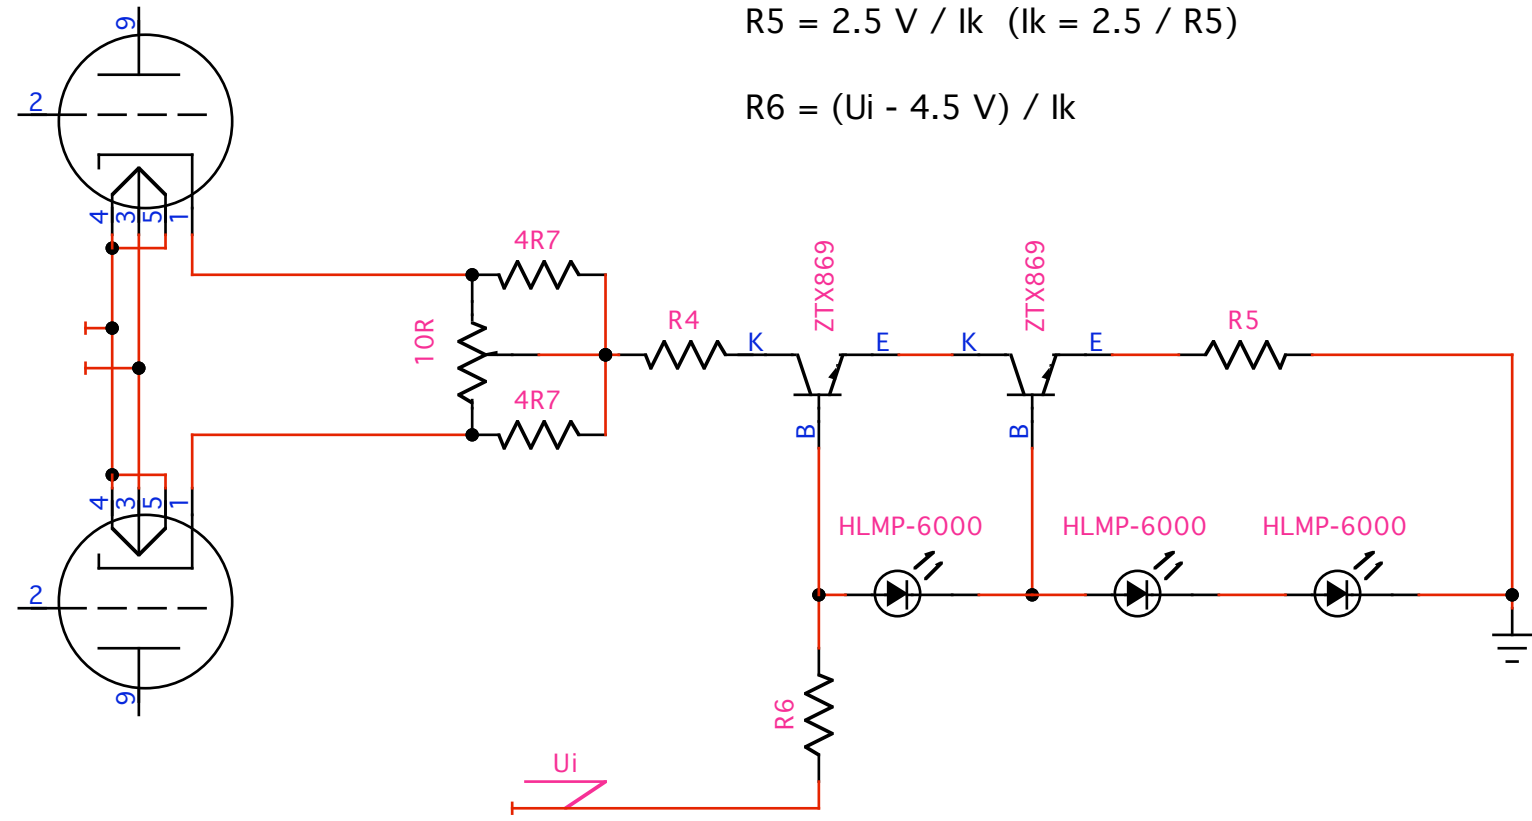 R5 = 2.5 V / Ik (Ik = 2.5 / R5)
R6 = (Ui - 4.5 V) / Ik
9
2
4 3 5 1
4R7
10R
4R7
R4
K
ZTX869
E
B
K
ZTX869
E
B
R5
4 3 5 1
2
9
HLMP-6000
HLMP-6000
HLMP-6000
R6
Ui